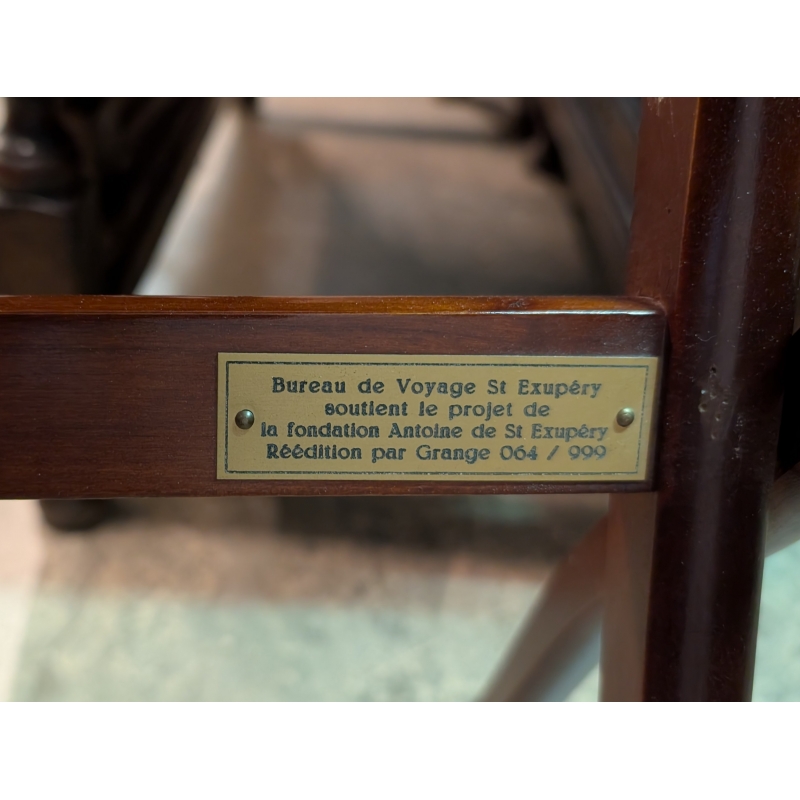 Bureau de Voyage St Exupéry
soutient le projet de
la fondation Antoine de St Exupéry
Réédition par Grange 064 / 999